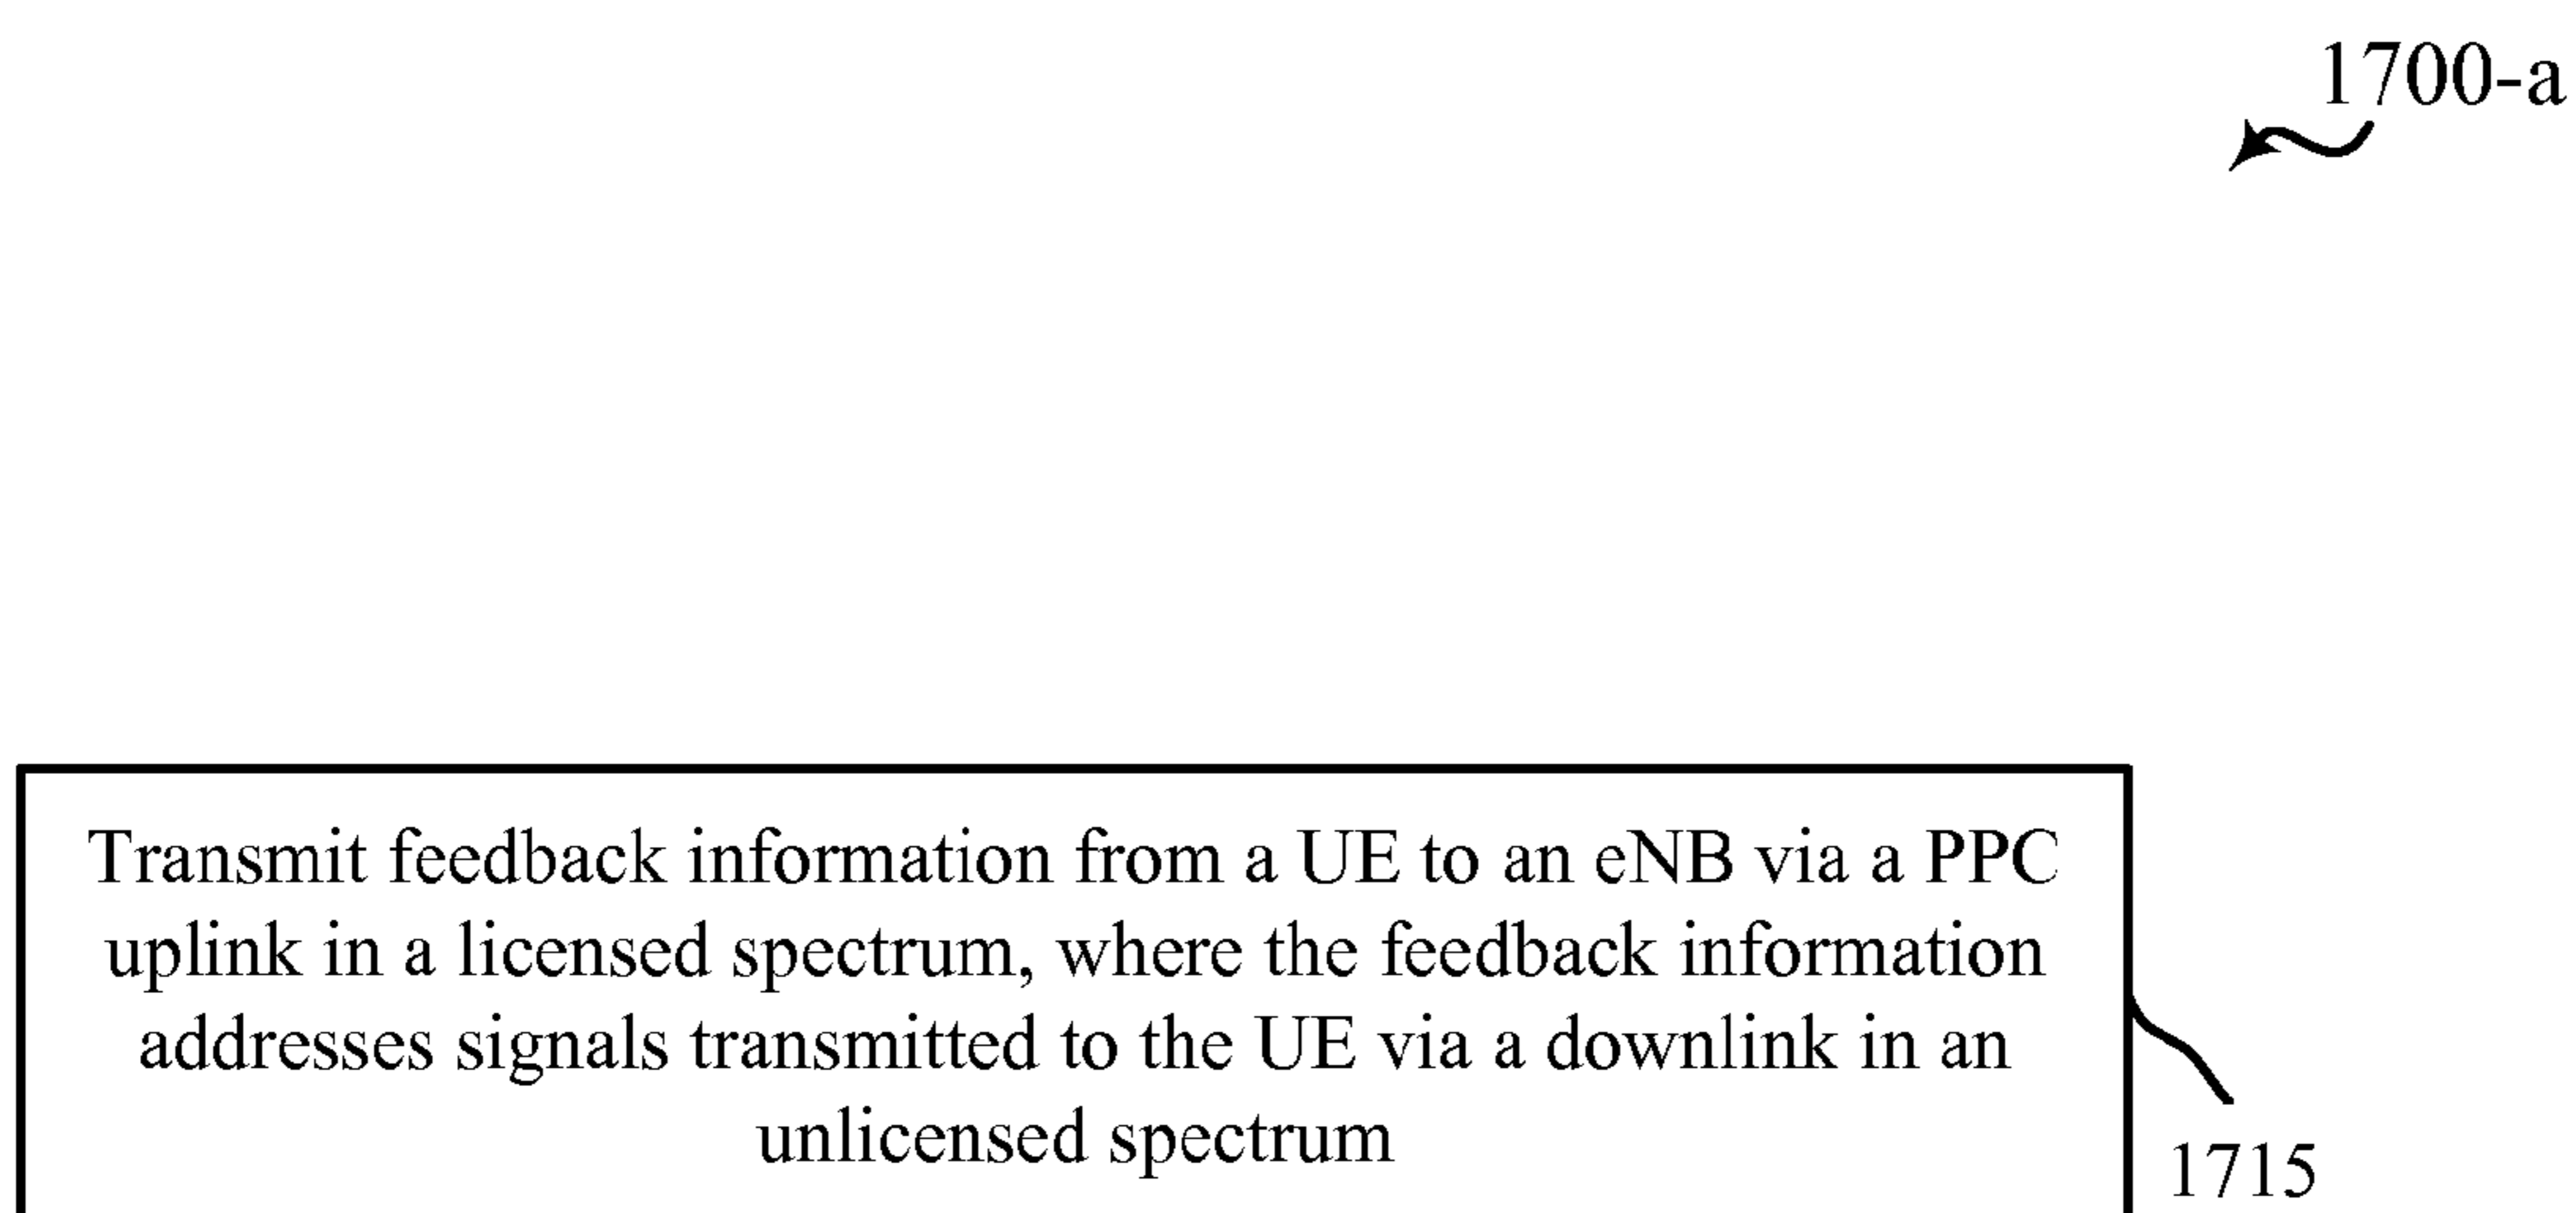 1700-a
Transmit feedback information from a UE to an eNB via a PPC
uplink in a licensed spectrum, where the feedback information
addresses signals transmitted to the UE via a downlink in an
unlicensed spectrum
1715